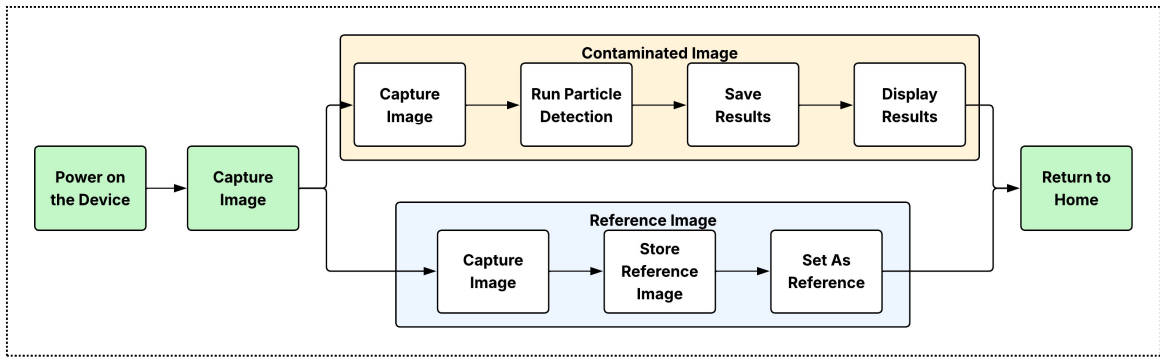 Power on
the Device
Capture
Image
Contaminated Image
Capture
Image
Run Particle
Detection
Save
Results
Display
Results
Reference Image
Capture
Image
Store
Reference
Image
Set As
Reference
Return to
Home